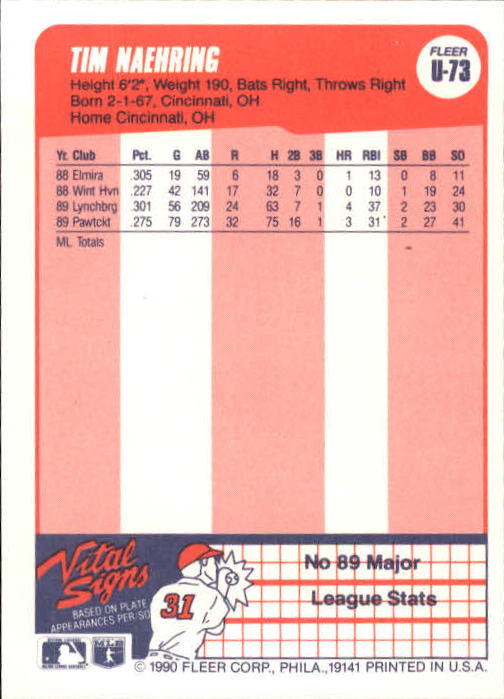 TIM NAEHRING
FLEER
U-73
Height 6'2", Weight 190, Bats Right, Throws Right
Born 2-1-67, Cincinnati, OH
Home Cincinnati, OH
Yr. Club Pct. G AB R H 2B 3B HR RBI SB BB SO
88 Elmira .305 19 59 6 18 3 0 1 13 0 8 11
88 Wint Hvn .227 42 141 17 32 7 0 0 10 1 19 24
89 Lynchbrg .301 56 209 24 63 7 1 4 37 2 23 30
89 Pawtckt .275 79 273 32 75 16 1 3 31 2 27 41
ML Totals
Vital
Signs
BASED ON PLATE
APPEARANCES PER/SO
31
No 89 Major
League Stats
© 1990 FLEER CORP., PHILA., 19141 PRINTED IN U.S.A.